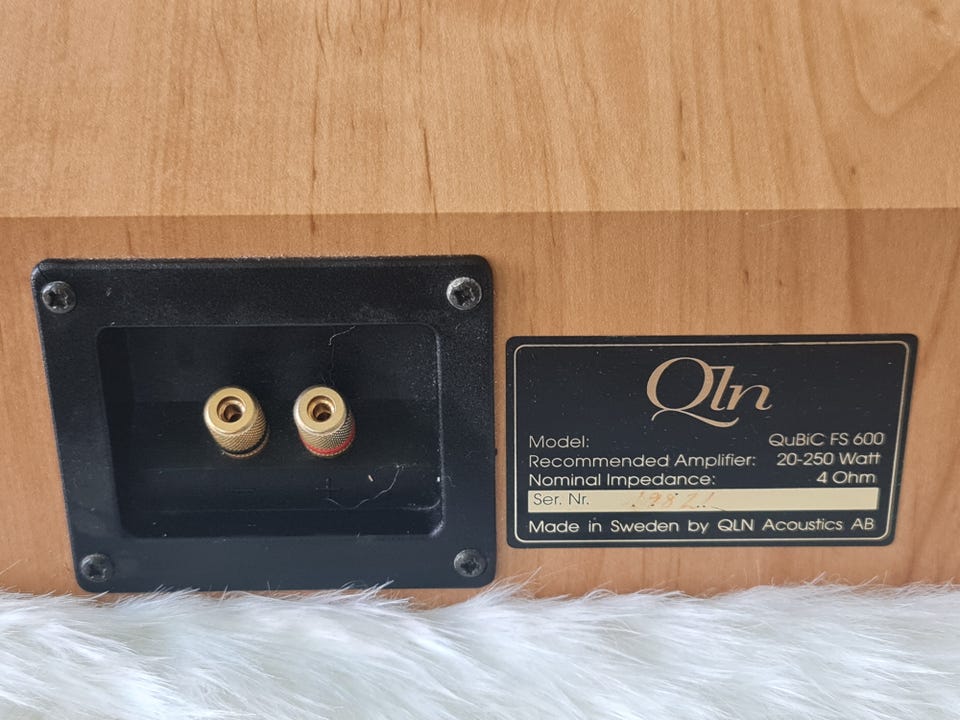 Qln
Model: QuBiC FS 600
Recommended Amplifier: 20-250 Watt
Nominal Impedance: 4 Ohm
Ser. Nr.
Made in Sweden by QLN Acoustics AB